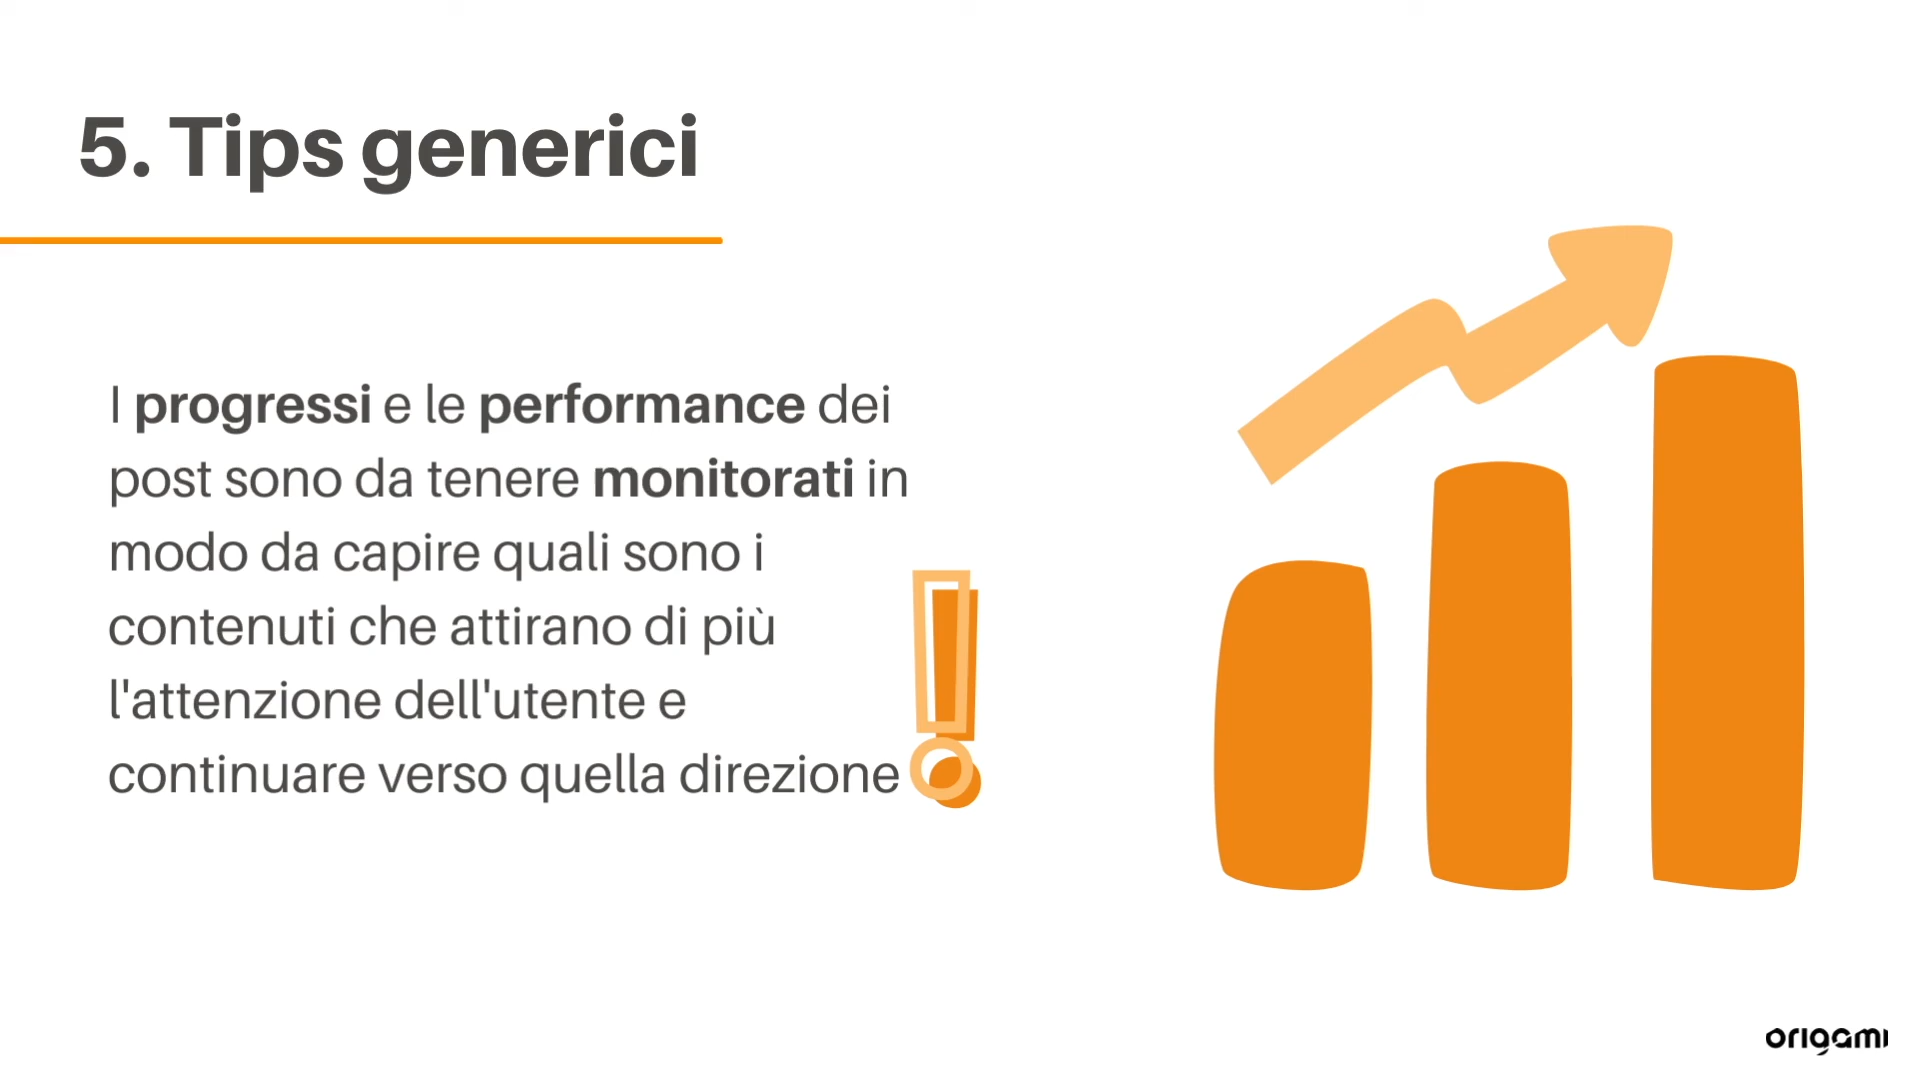 5. Tips generici
I progressi e le performance dei
post sono da tenere monitorati in
modo da capire quali sono i
contenuti che attirano di più
l'attenzione dell'utente e
continuare verso quella direzione !
origami